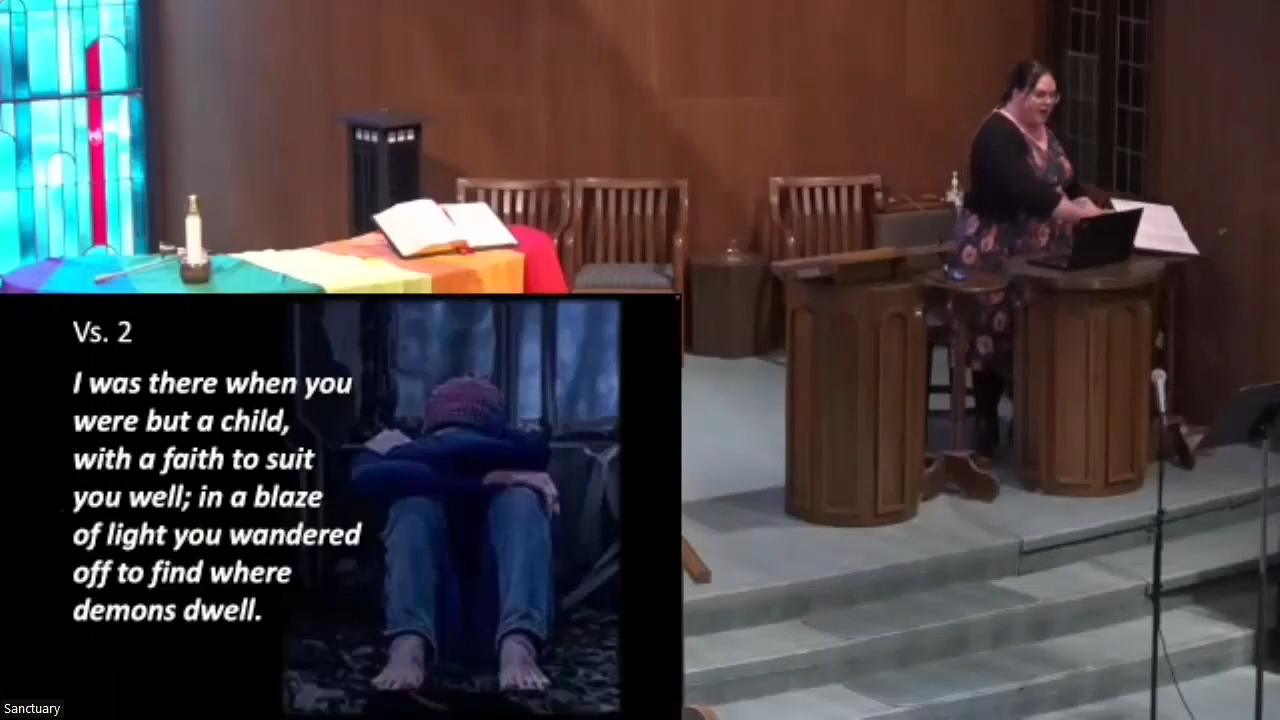 Vs. 2
I was there when you
were but a child,
with a faith to suit
you well; in a blaze
of light you wandered
off to find where
demons dwell.
Sanctuary